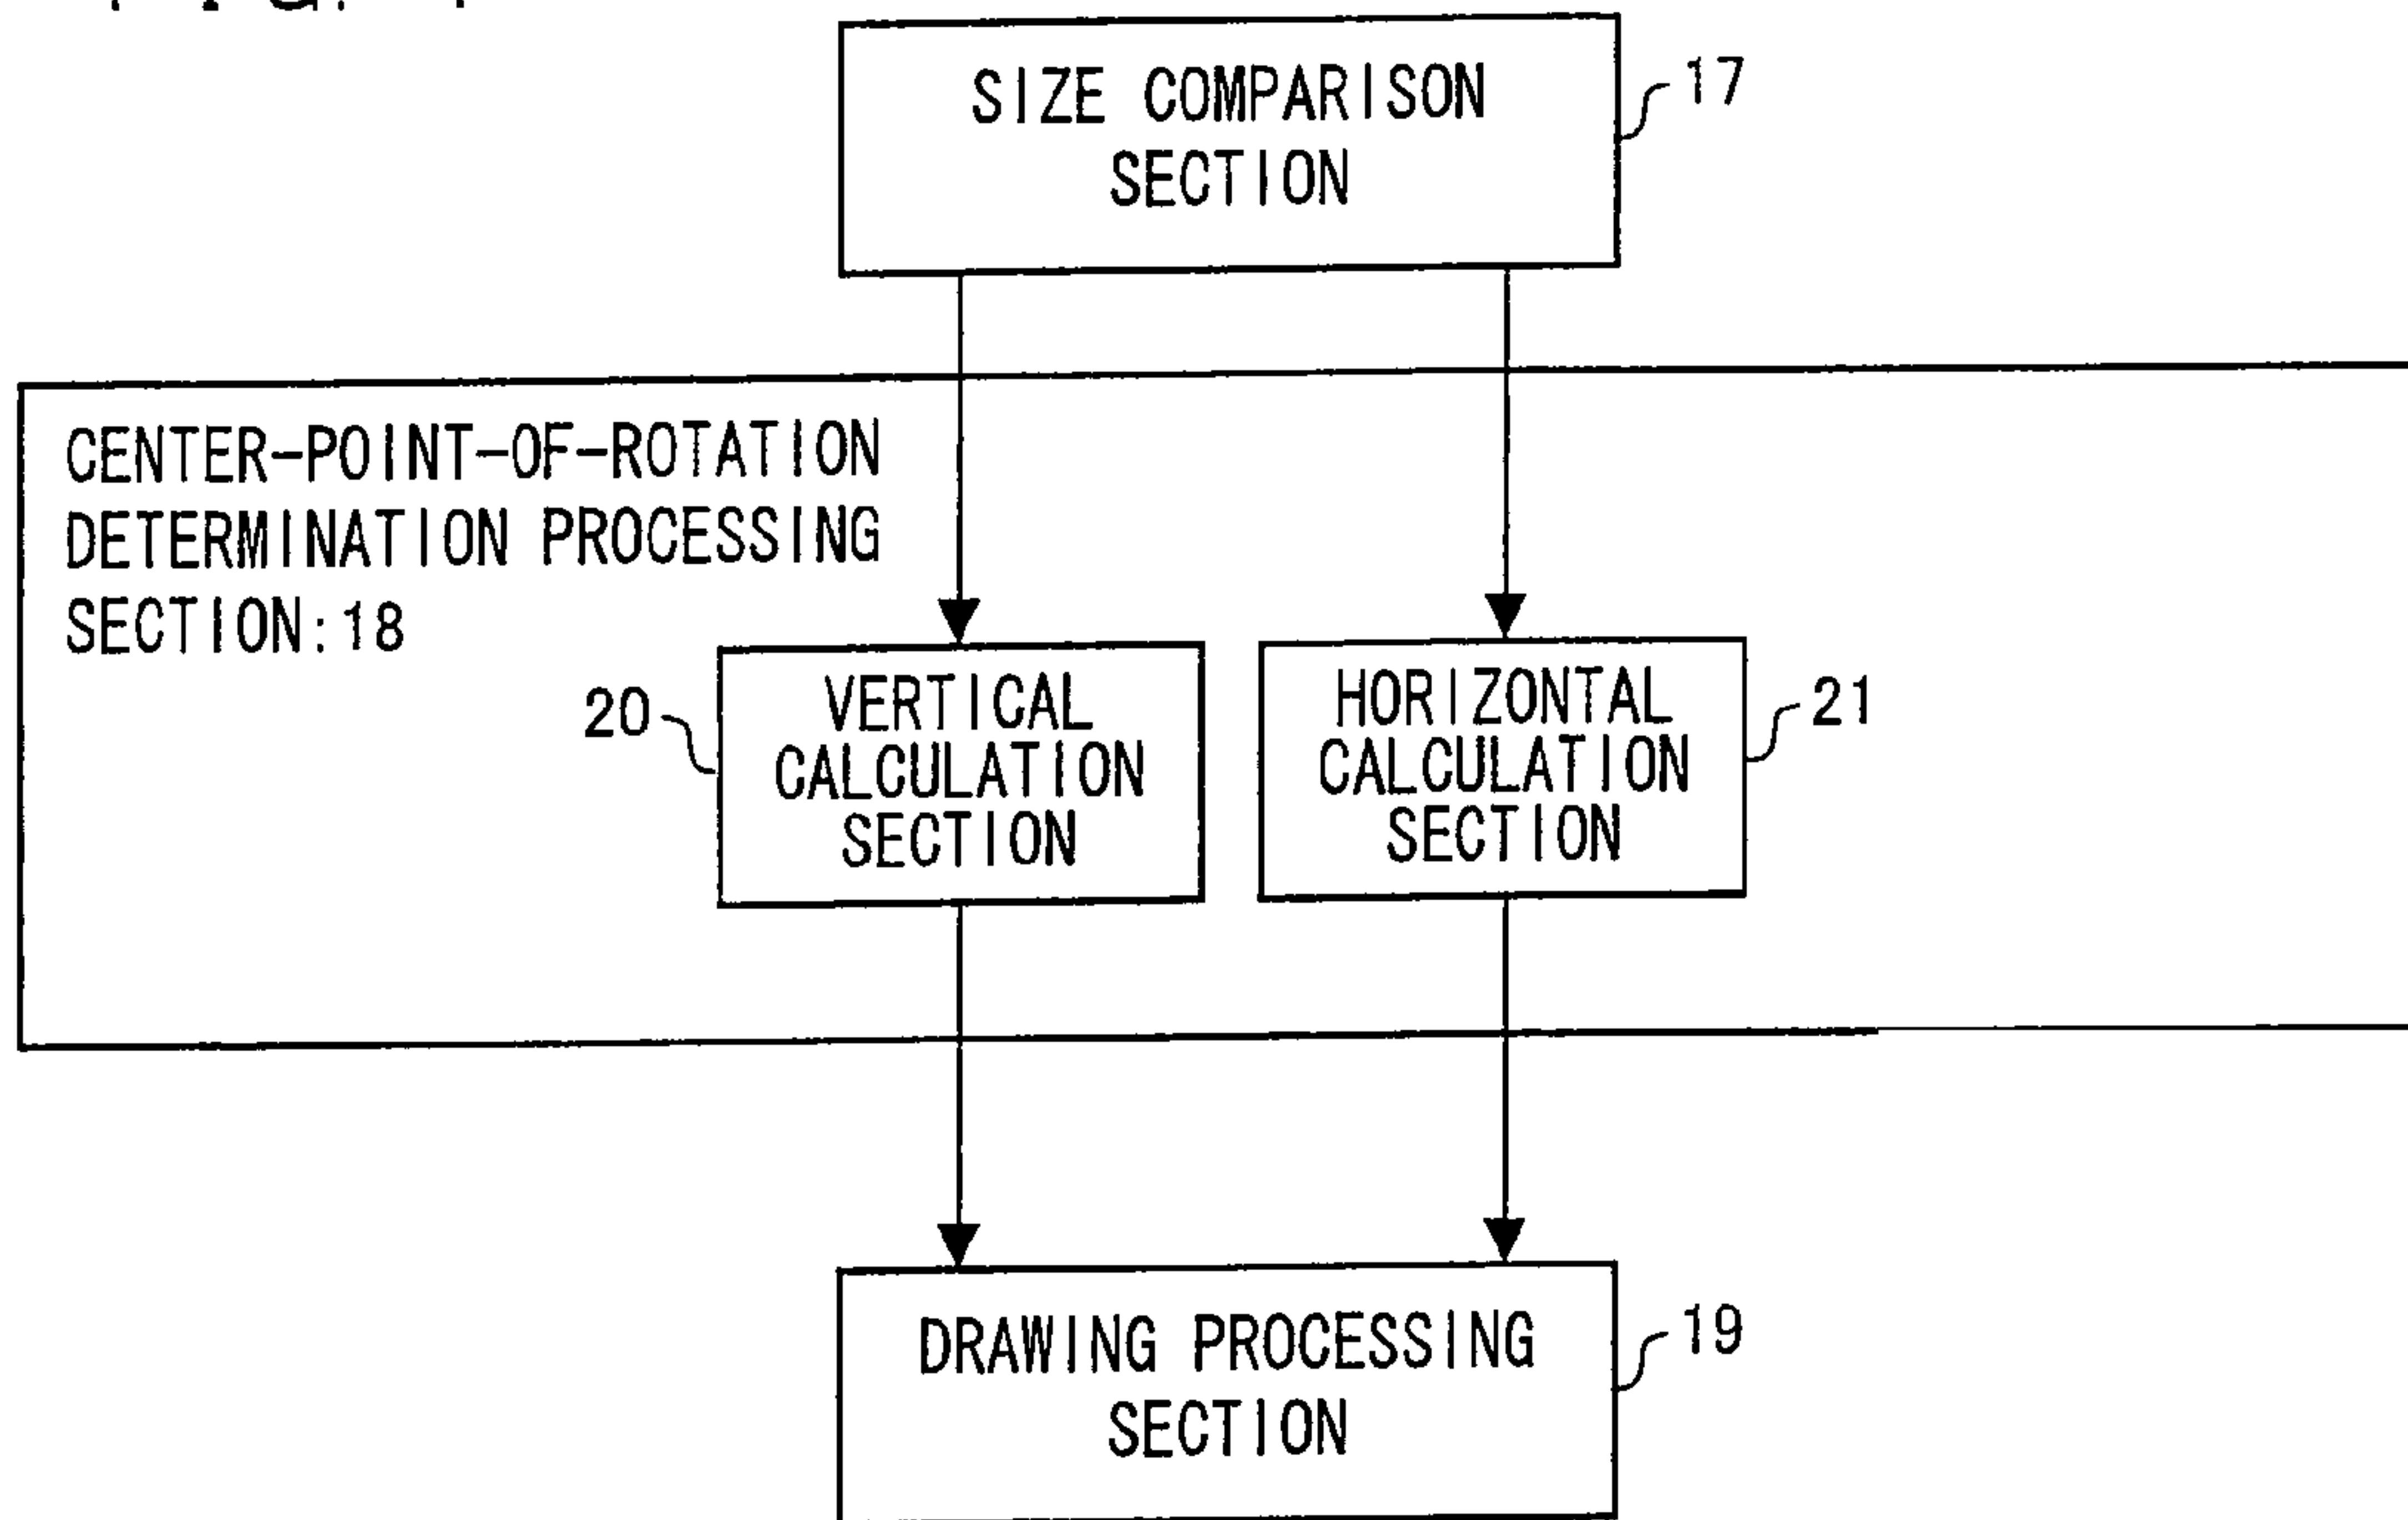 SIZE COMPARISON
SECTION
17
CENTER-POINT-OF-ROTATION
DETERMINATION PROCESSING
SECTION:18
20
VERTICAL
CALCULATION
SECTION
HORIZONTAL
CALCULATION
SECTION
21
DRAWING PROCESSING
SECTION
19